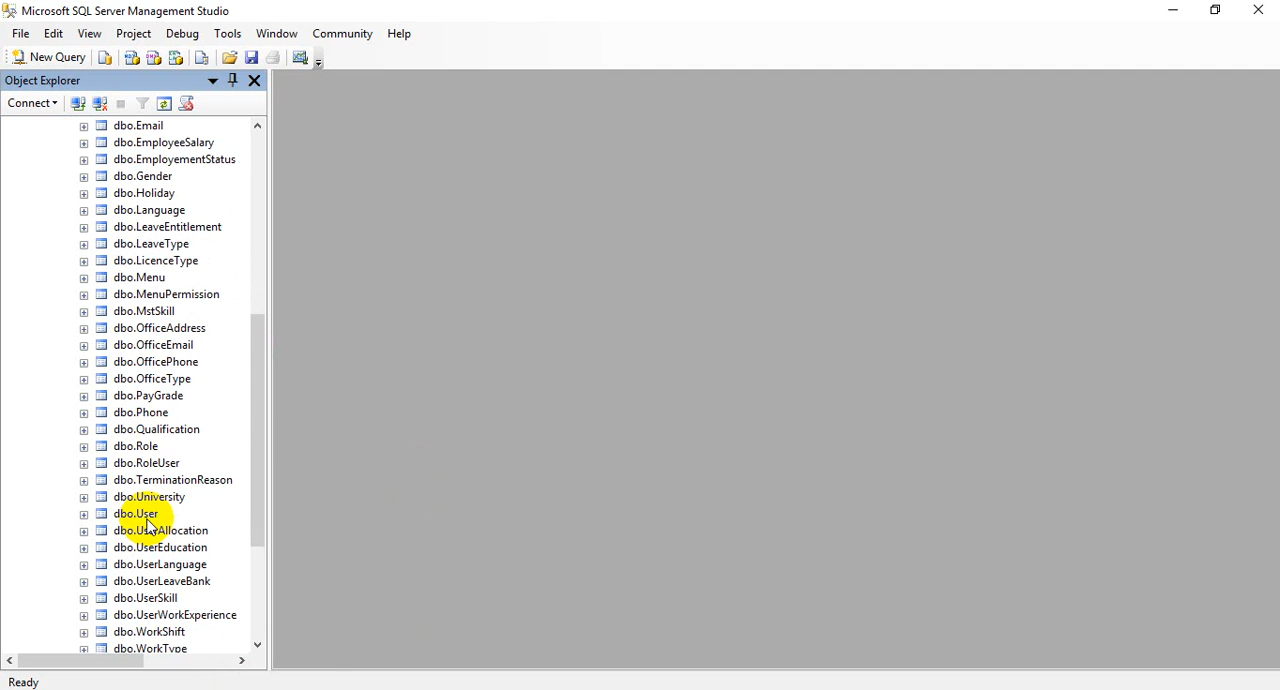 Microsoft SQL Server Management Studio
File Edit View Project Debug Tools Window Community Help
New Query
Object Explorer
Connect
dbo.Email
dbo.EmployeeSalary
dbo.EmployementStatus
dbo.Gender
dbo.Holiday
dbo.Language
dbo.LeaveEntitlement
dbo.LeaveType
dbo.LicenceType
dbo.Menu
dbo.MenuPermission
dbo.MstSkill
dbo.OfficeAddress
dbo.OfficeEmail
dbo.OfficePhone
dbo.OfficeType
dbo.PayGrade
dbo.Phone
dbo.Qualification
dbo.Role
dbo.RoleUser
dbo.TerminationReason
dbo.University
dbo.User
dbo.UserAllocation
dbo.UserEducation
dbo.UserLanguage
dbo.UserLeaveBank
dbo.UserSkill
dbo.UserWorkExperience
dbo.WorkShift
dbo.WorkType
Ready